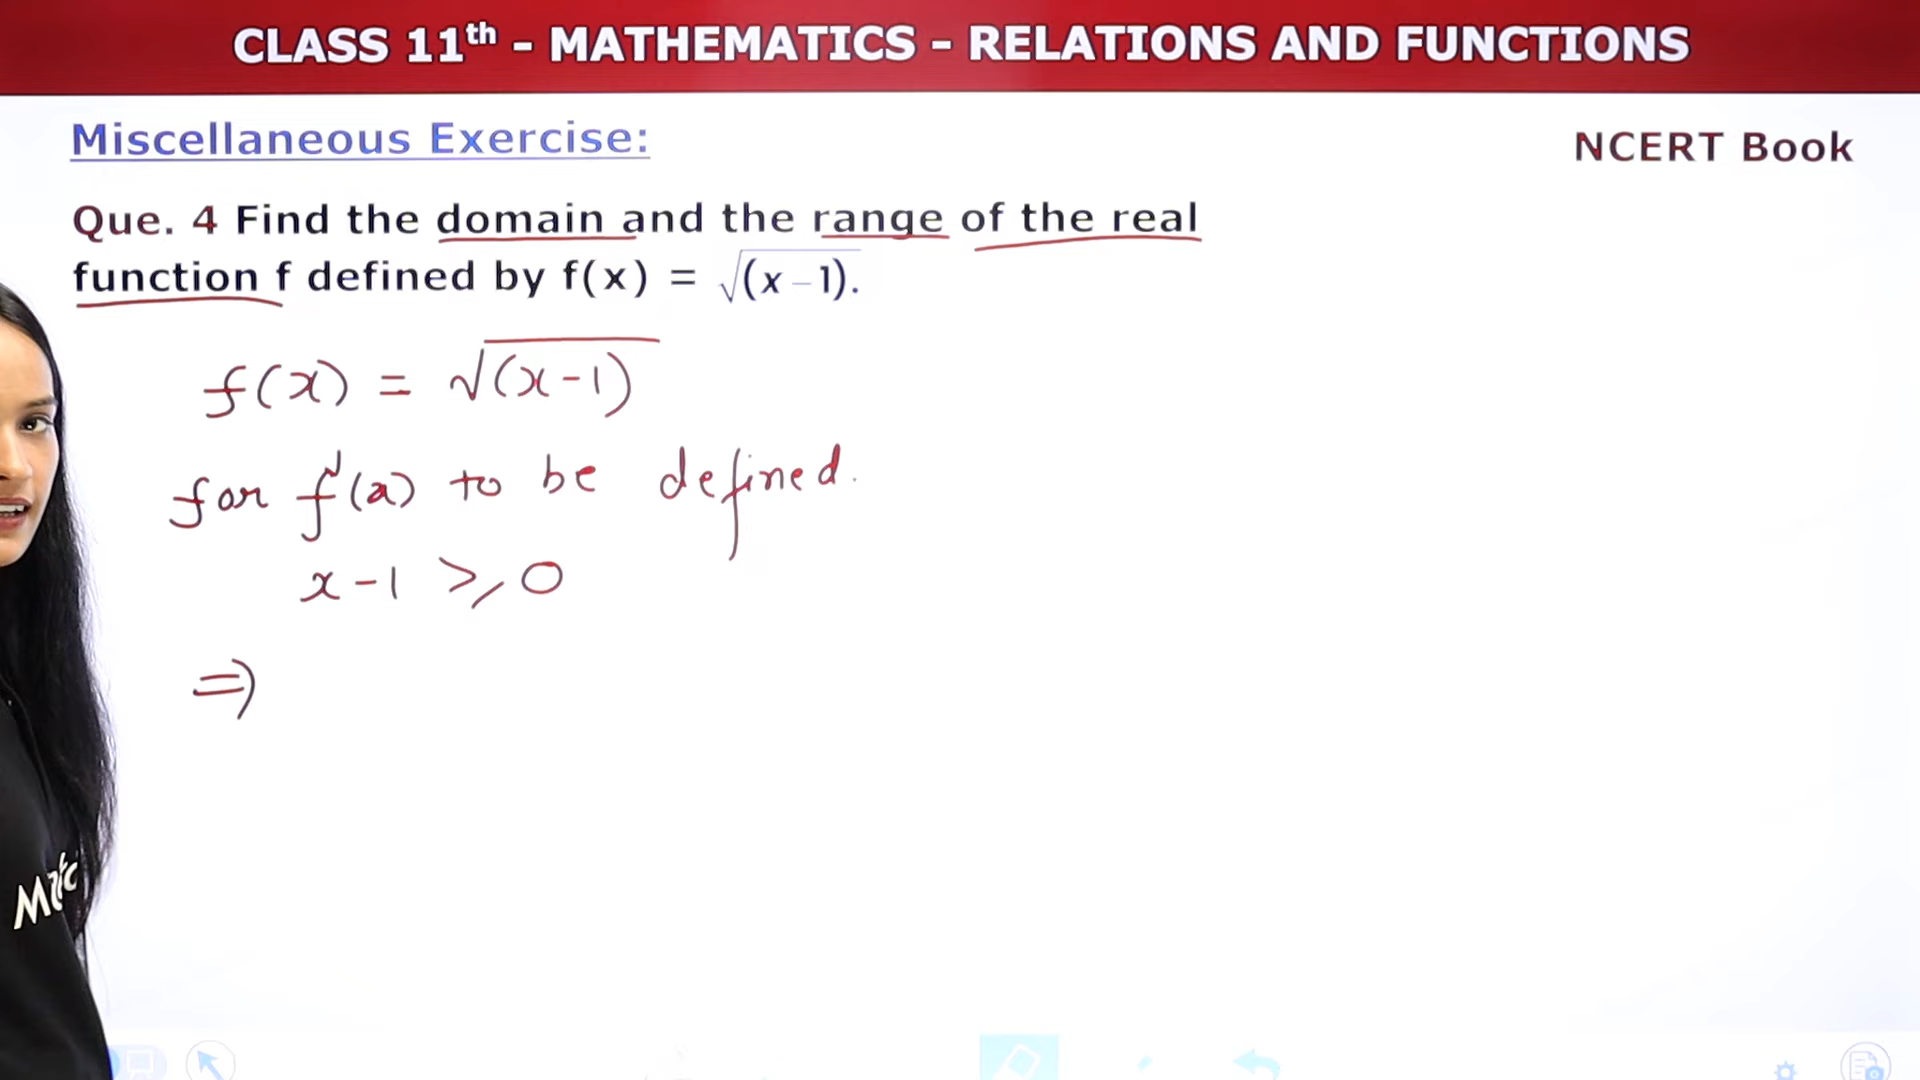 CLASS 11th - MATHEMATICS - RELATIONS AND FUNCTIONS
Miscellaneous Exercise:
NCERT Book
Que. 4 Find the domain and the range of the real
function f defined by f(x) = √(x – 1).
f(x) = √(x-1)
for f(x) to be defined.
x-1 ≥ 0
⇒